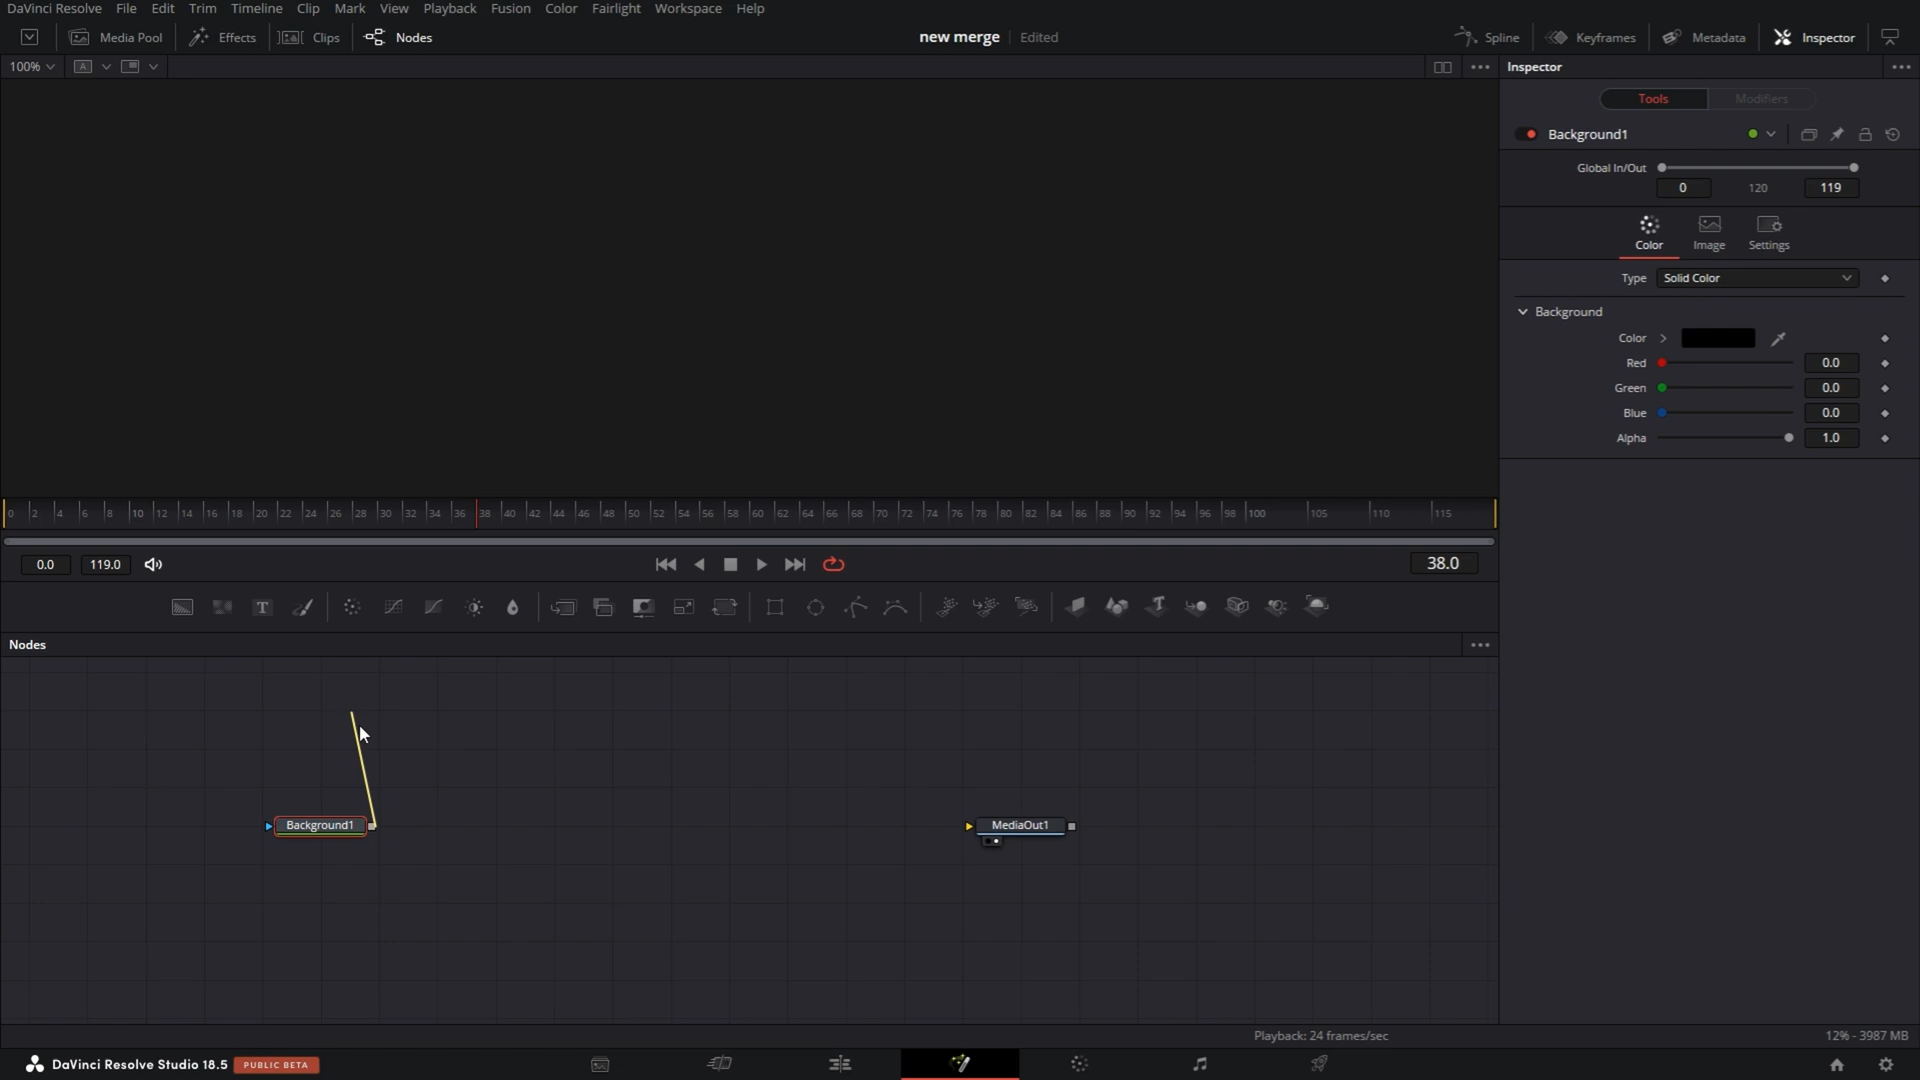 DaVinci Resolve File Edit Trim Timeline Clip Mark View Playback Fusion Color Fairlight Workspace Help
Media Pool Effects Clips Nodes new merge Edited Spline Keyframes Metadata Inspector
100% A Inspector
Tools Modifiers
Background1
Global In/Out
0 120 119
Color Image Settings
Type Solid Color
Background
Color
Red 0.0
Green 0.0
Blue 0.0
Alpha 1.0
0 2 4 6 8 10 12 14 16 18 20 22 24 26 28 30 32 34 36 38 40 42 44 46 48 50 52 54 56 58 60 62 64 66 68 70 72 74 76 78 80 82 84 86 88 90 92 94 96 98 100 105 110 115
0.0 119.0 38.0
T T
Nodes
Background1 MediaOut1
Playback: 24 frames/sec 12% - 3987 MB
DaVinci Resolve Studio 18.5 PUBLIC BETA